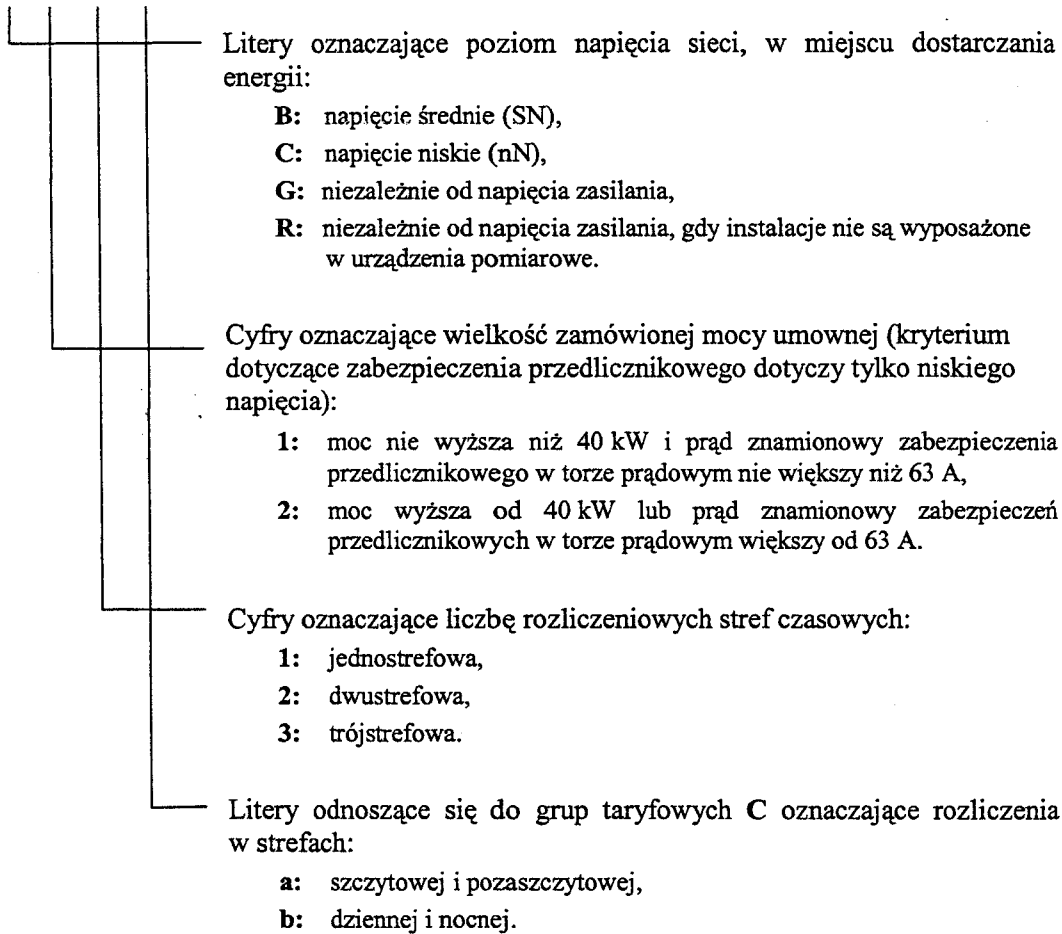 Litery oznaczające poziom napięcia sieci, w miejscu dostarczania
energii:
B: napięcie średnie (SN),
C: napięcie niskie (nN),
G: niezależnie od napięcia zasilania,
R: niezależnie od napięcia zasilania, gdy instalacje nie są wyposażone
w urządzenia pomiarowe.
Cyfry oznaczające wielkość zamówionej mocy umownej (kryterium
dotyczące zabezpieczenia przedlicznikowego dotyczy tylko niskiego
napięcia):
1: moc nie wyższa niż 40 kW i prąd znamionowy zabezpieczenia
przedlicznikowego w torze prądowym nie większy niż 63 A,
2: moc wyższa od 40 kW lub prąd znamionowy zabezpieczeń
przedlicznikowych w torze prądowym większy od 63 A.
Cyfry oznaczające liczbę rozliczeniowych stref czasowych:
1: jednostrefowa,
2: dwustrefowa,
3: trójstrefowa.
Litery odnoszące się do grup taryfowych C oznaczające rozliczenia
w strefach:
a: szczytowej i pozaszczytowej,
b: dziennej i nocnej.